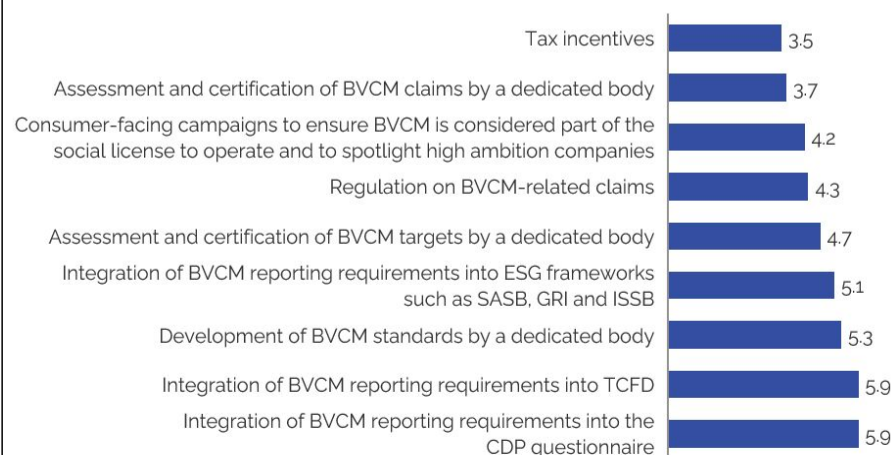 Tax incentives 3.5
Assessment and certification of BVCM claims by a dedicated body 3.7
Consumer-facing campaigns to ensure BVCM is considered part of the
social license to operate and to spotlight high ambition companies 4.2
Regulation on BVCM-related claims 4.3
Assessment and certification of BVCM targets by a dedicated body 4.7
Integration of BVCM reporting requirements into ESG frameworks
such as SASB, GRI and ISSB 5.1
Development of BVCM standards by a dedicated body 5.3
Integration of BVCM reporting requirements into TCFD 5.9
Integration of BVCM reporting requirements into the
CDP questionnaire 5.9